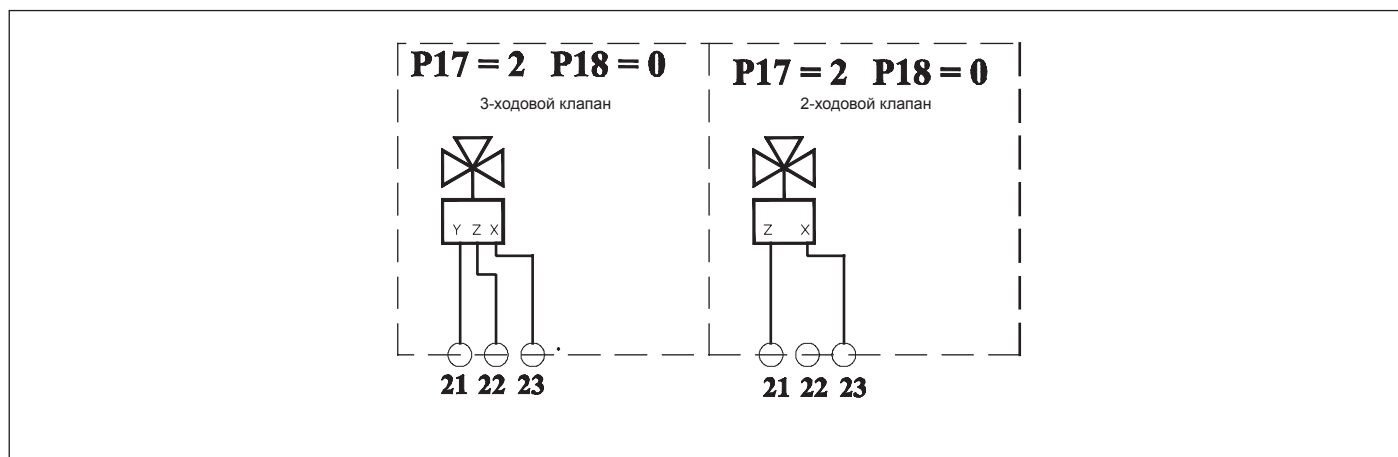 P17 = 2 P18 = 0
3-ходовой клапан
Y Z X
21 22 23
P17 = 2 P18 = 0
2-ходовой клапан
Z X
21 22 23